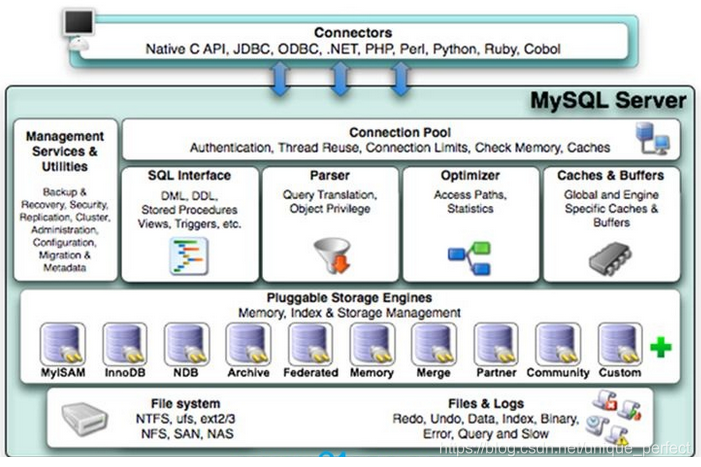 Connectors
Native C API, JDBC, ODBC, .NET, PHP, Perl, Python, Ruby, Cobol
MySQL Server
Management
Services &
Utilities
Backup &
Recovery, Security,
Replication, Cluster,
Administration,
Configuration,
Migration &
Metadata
Connection Pool
Authentication, Thread Reuse, Connection Limits, Check Memory, Caches
SQL Interface
DML, DDL,
Stored Procedures
Views, Triggers, etc.
Parser
Query Translation,
Object Privilege
Optimizer
Access Paths,
Statistics
Caches & Buffers
Global and Engine
Specific Caches &
Buffers
Pluggable Storage Engines
Memory, Index & Storage Management
MyISAM
InnoDB
NDB
Archive
Federated
Memory
Merge
Partner
Community
Custom
File system
NTFS, ufs, ext2/3
NFS, SAN, NAS
Files & Logs
Redo, Undo, Data, Index, Binary,
Error, Query and Slow
https://blog.csdn.net/unique_perfect